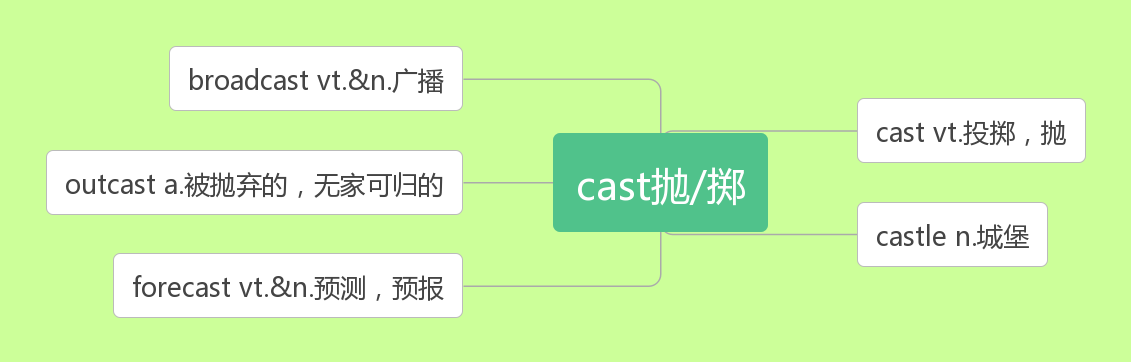 cast抛/掷
cast vt.投掷，抛
castle n.城堡
broadcast vt.&n.广播
outcast a.被抛弃的，无家可归的
forecast vt.&n.预测，预报